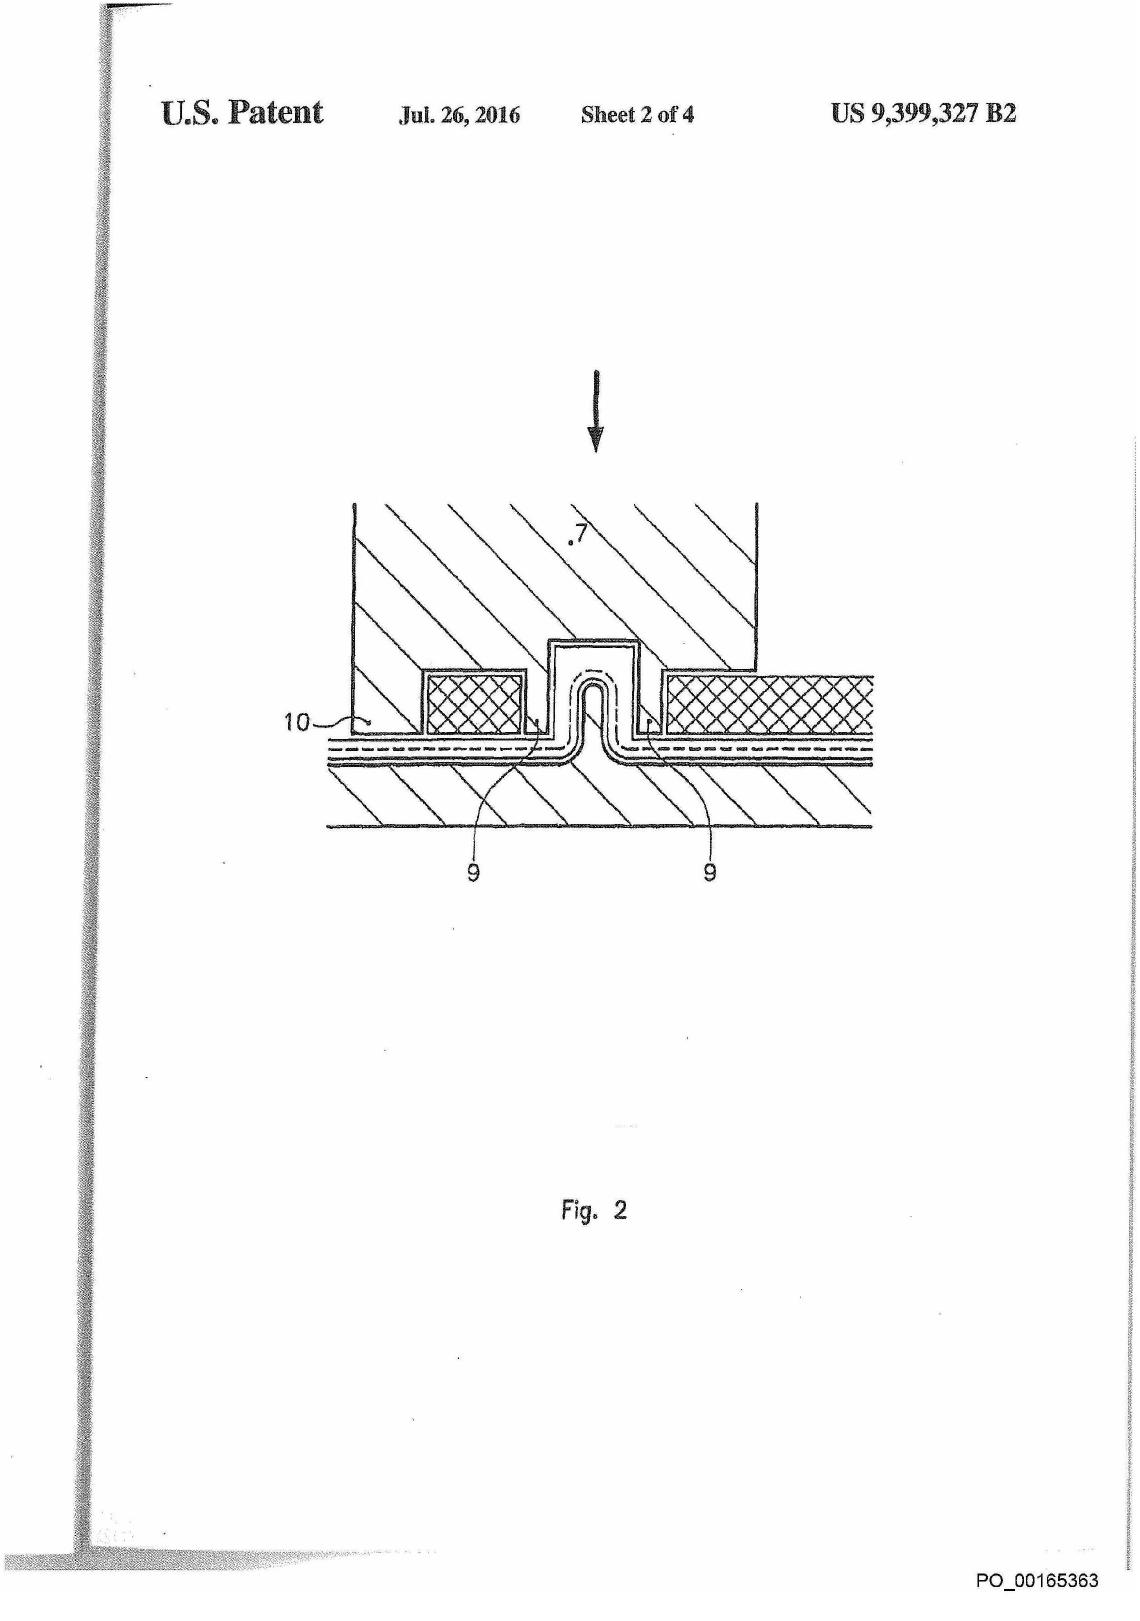 U.S. Patent Jul. 26, 2016 Sheet 2 of 4 US 9,399,327 B2
.7
10
9 9
Fig. 2
PO_00165363